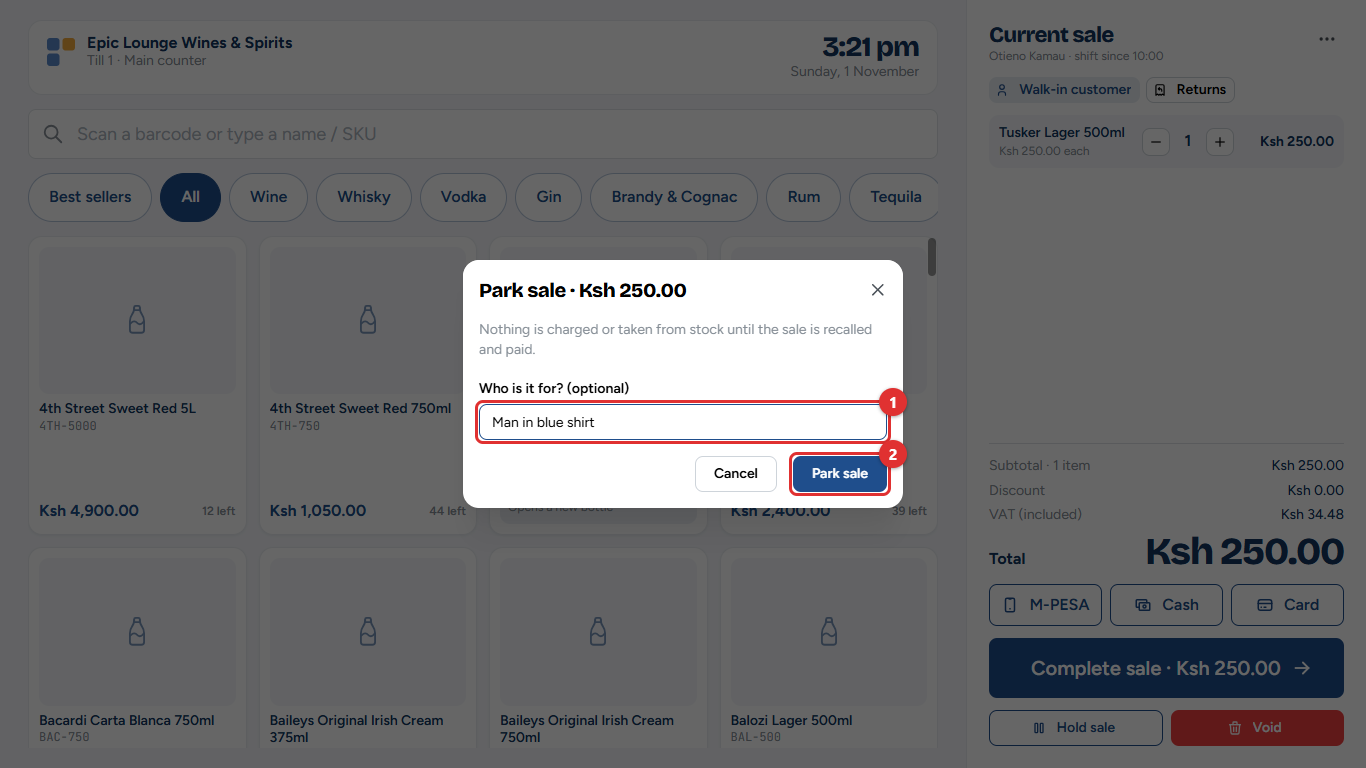 Epic Lounge Wines & Spirits
Till 1 · Main counter
3:21 pm
Sunday, 1 November
Scan a barcode or type a name / SKU
Best sellers
All
Wine
Whisky
Vodka
Gin
Brandy & Cognac
Rum
Tequila
4th Street Sweet Red 5L
4TH-5000
Ksh 4,900.00
12 left
4th Street Sweet Red 750ml
4TH-750
Ksh 1,050.00
44 left
Opens a new bottle
Ksh 2,400.00
39 left
Bacardi Carta Blanca 750ml
BAC-750
Baileys Original Irish Cream
375ml
Baileys Original Irish Cream
750ml
Balozi Lager 500ml
BAL-500
Park sale · Ksh 250.00
Nothing is charged or taken from stock until the sale is recalled
and paid.
Who is it for? (optional)
1
Man in blue shirt
2
Cancel
Park sale
Current sale
Otieno Kamau · shift since 10:00
Walk-in customer
Returns
Tusker Lager 500ml
Ksh 250.00 each
− 1 +
Ksh 250.00
Subtotal · 1 item
Ksh 250.00
Discount
Ksh 0.00
VAT (included)
Ksh 34.48
Total
Ksh 250.00
M-PESA
Cash
Card
Complete sale · Ksh 250.00 →
Hold sale
Void